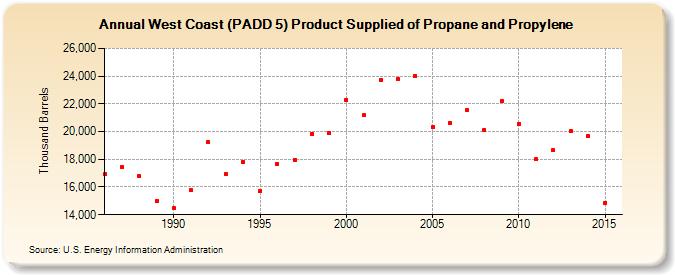 Annual West Coast (PADD 5) Product Supplied of Propane and Propylene
Thousand Barrels
26,000
24,000
22,000
20,000
18,000
16,000
14,000
1990 1995 2000 2005 2010 2015
Source: U.S. Energy Information Administration